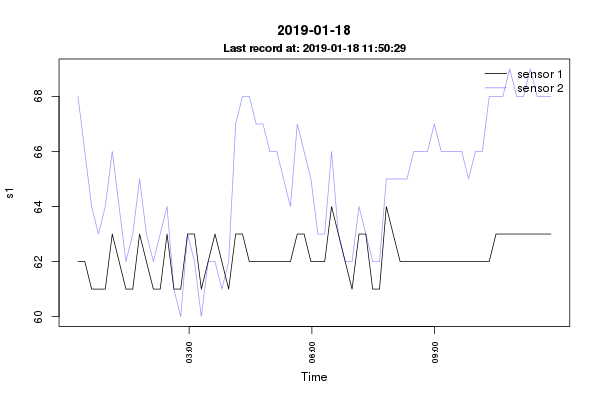 2019-01-18
Last record at: 2019-01-18 11:50:29
sensor 1
sensor 2
68
66
64
62
60
s1
03:00
06:00
09:00
Time